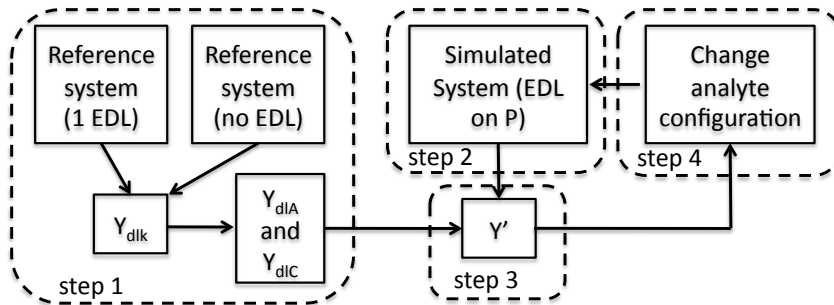 Reference
system
(1 EDL)
Reference
system
(no EDL)
Y_dlk
Y_dlA
and
Y_dlC
step 1
Simulated
System (EDL
on P)
step 2
Y'
step 3
Change
analyte
configuration
step 4